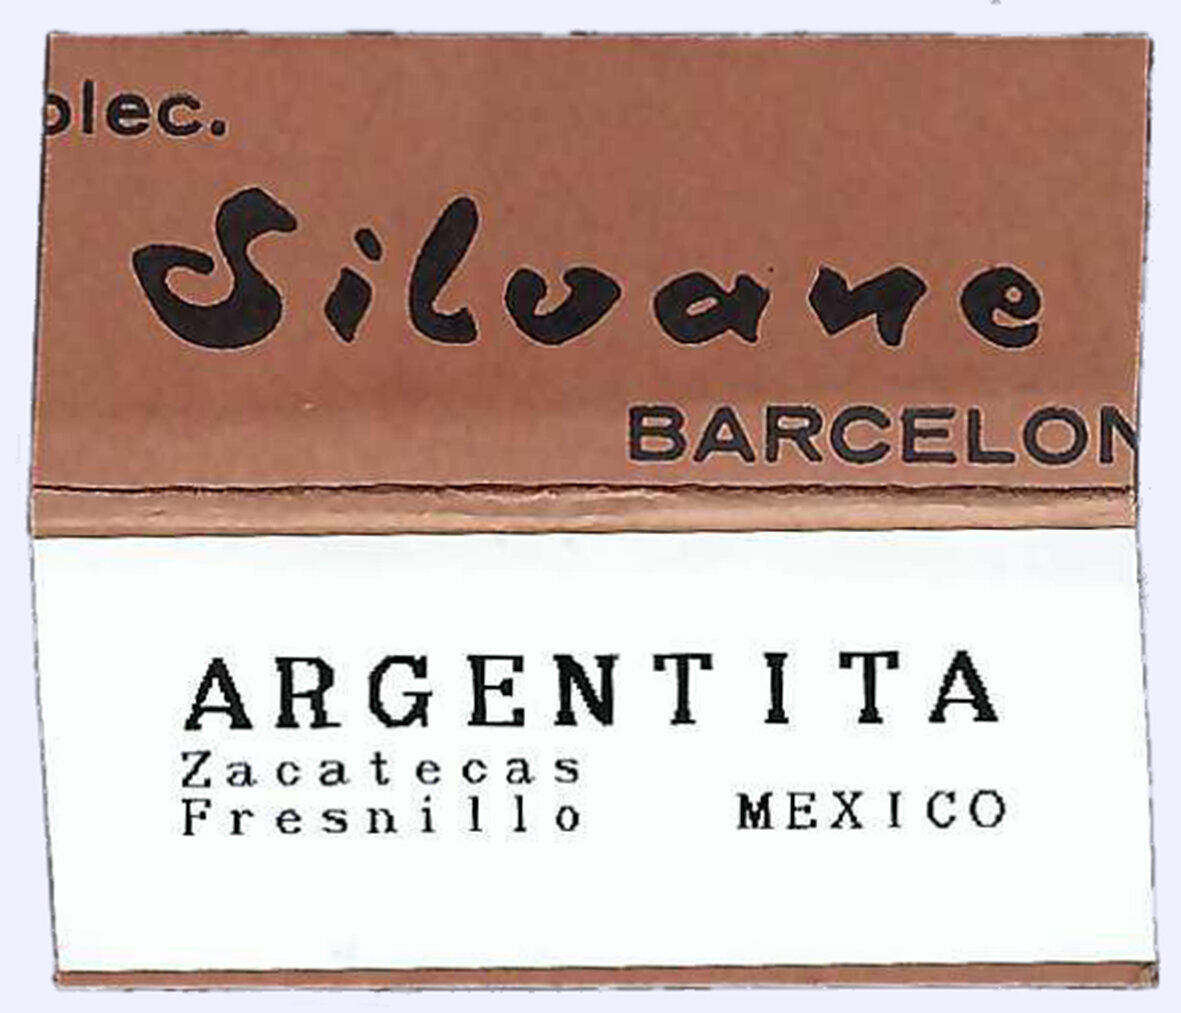 olec.
Silvane
BARCELON
ARGENTITA
Zacatecas
Fresnillo MEXICO